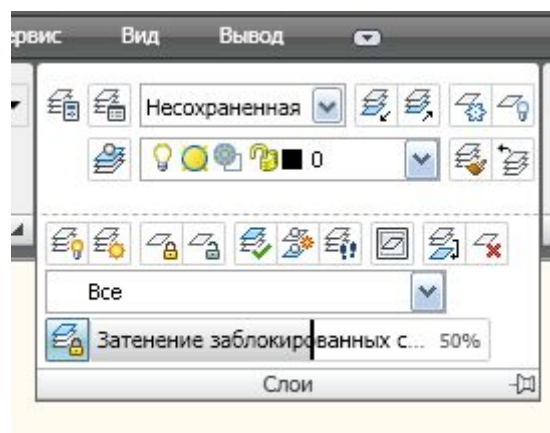 рвис Вид Вывод
Несохраненная
0
Все
Затенение заблокированных с... 50%
Слои